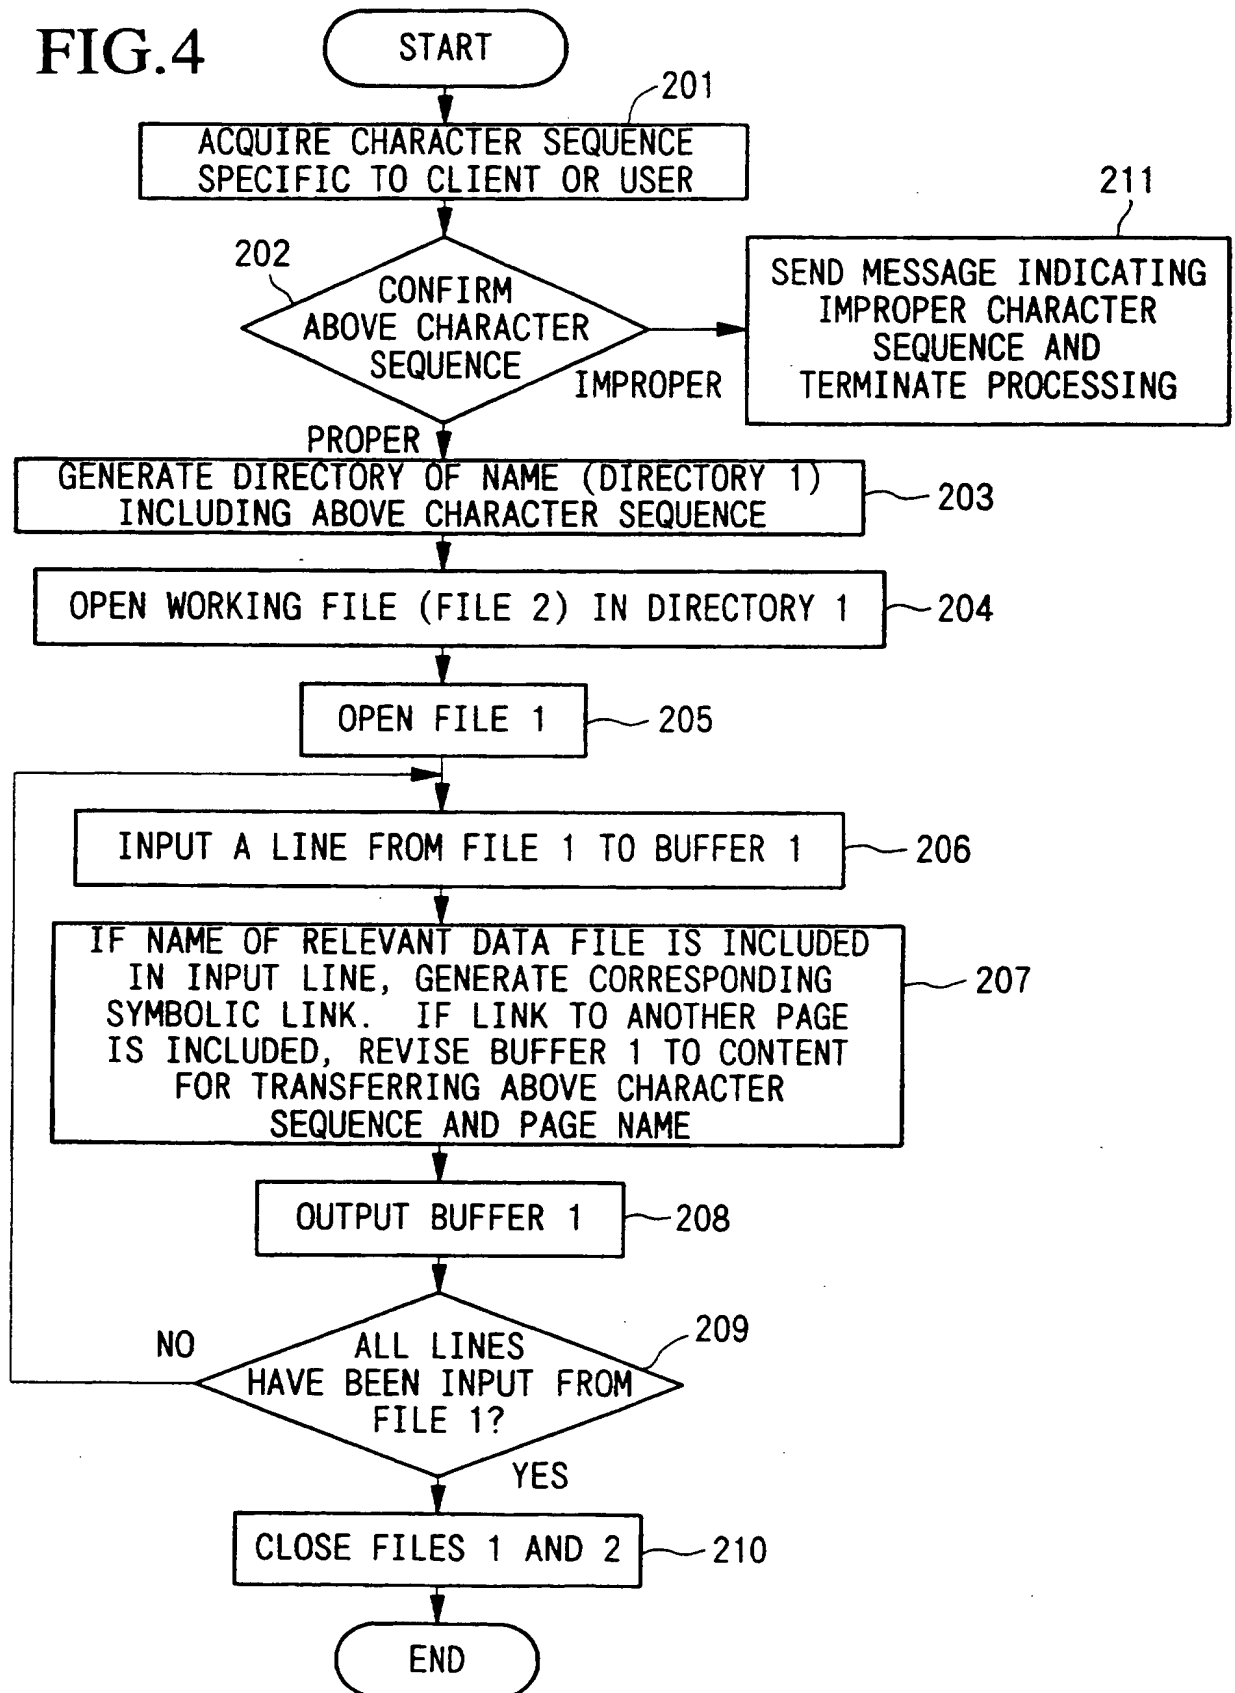 FIG.4
START
201
ACQUIRE CHARACTER SEQUENCE
SPECIFIC TO CLIENT OR USER
202
CONFIRM
ABOVE CHARACTER
SEQUENCE
IMPROPER
211
SEND MESSAGE INDICATING
IMPROPER CHARACTER
SEQUENCE AND
TERMINATE PROCESSING
PROPER
GENERATE DIRECTORY OF NAME (DIRECTORY 1)
INCLUDING ABOVE CHARACTER SEQUENCE
203
OPEN WORKING FILE (FILE 2) IN DIRECTORY 1
204
OPEN FILE 1
205
INPUT A LINE FROM FILE 1 TO BUFFER 1
206
IF NAME OF RELEVANT DATA FILE IS INCLUDED
IN INPUT LINE, GENERATE CORRESPONDING
SYMBOLIC LINK. IF LINK TO ANOTHER PAGE
IS INCLUDED, REVISE BUFFER 1 TO CONTENT
FOR TRANSFERRING ABOVE CHARACTER
SEQUENCE AND PAGE NAME
207
OUTPUT BUFFER 1
208
NO
ALL LINES
HAVE BEEN INPUT FROM
FILE 1?
209
YES
CLOSE FILES 1 AND 2
210
END